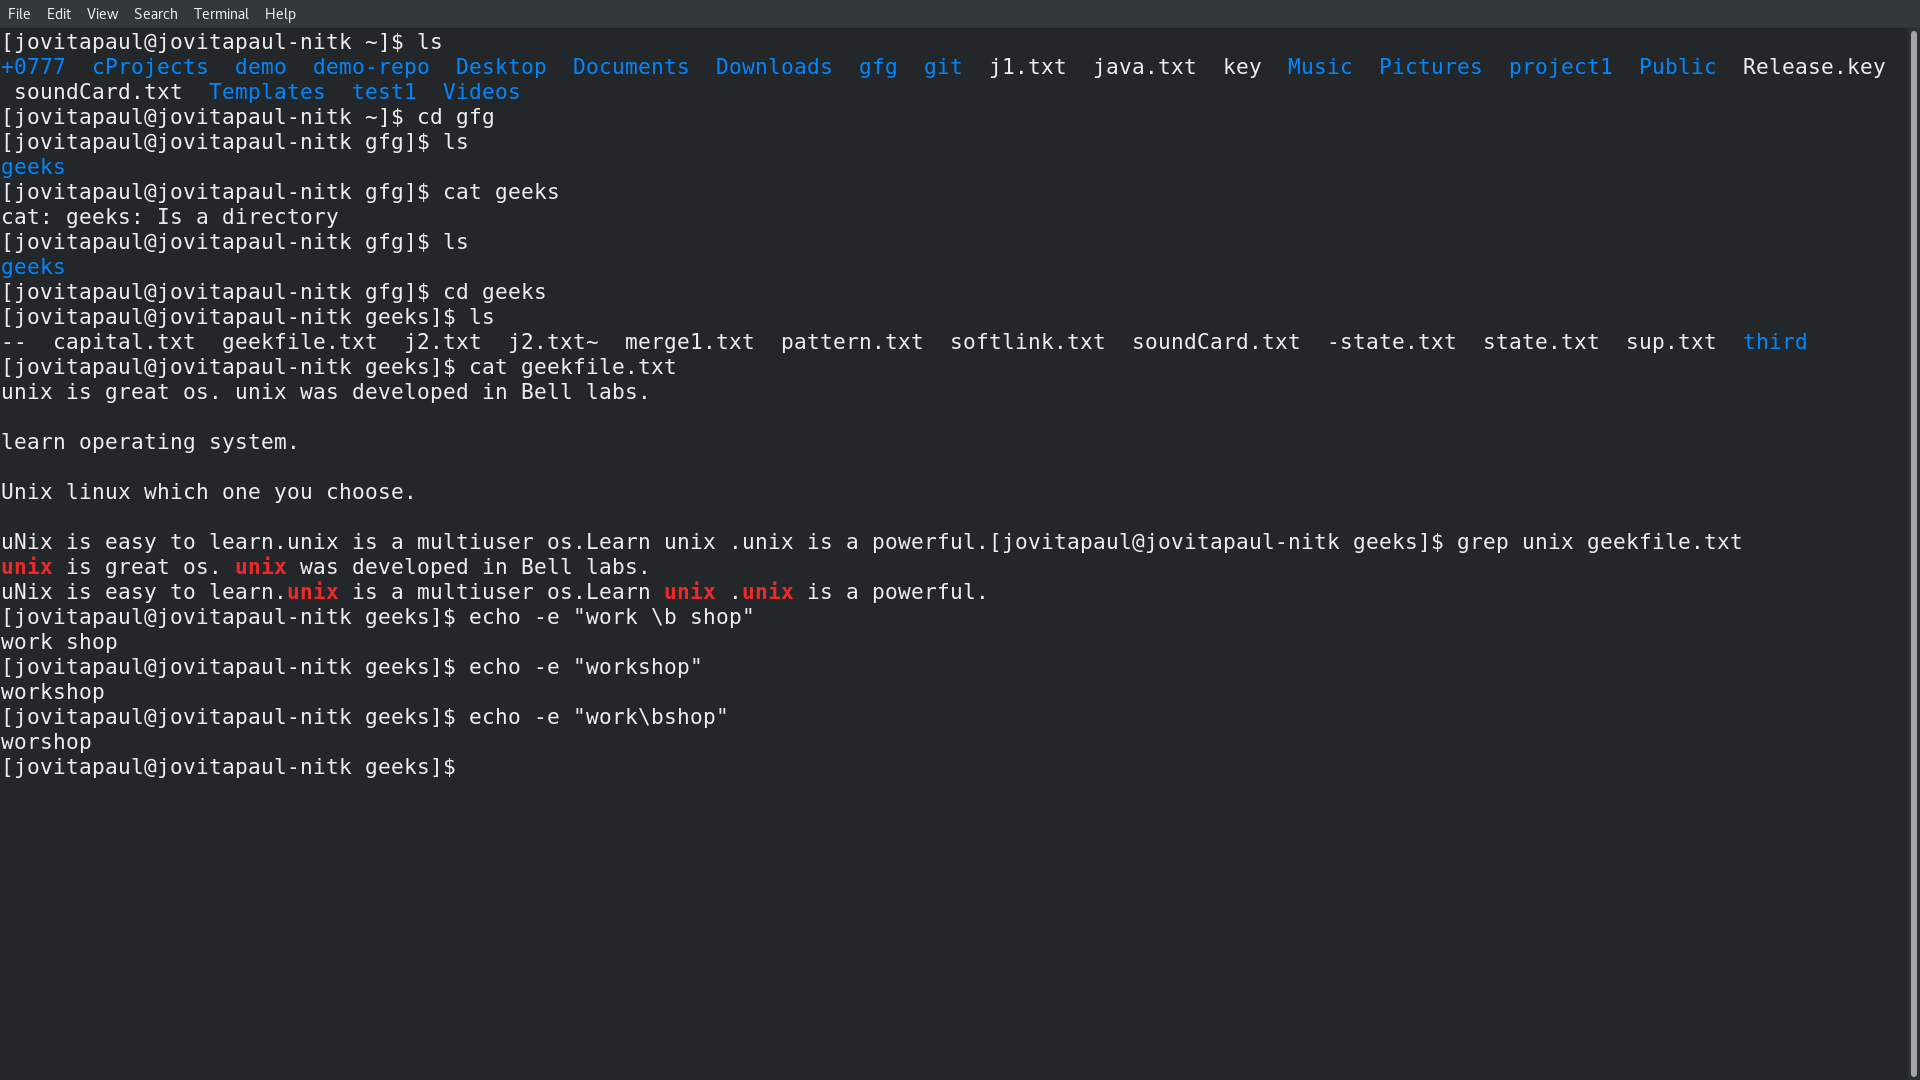 File Edit View Search Terminal Help
[jovitapaul@jovitapaul-nitk ~]$ ls
+0777  cProjects  demo  demo-repo  Desktop  Documents  Downloads  gfg  git  j1.txt  java.txt  key  Music  Pictures  project1  Public  Release.key
 soundCard.txt  Templates  test1  Videos
[jovitapaul@jovitapaul-nitk ~]$ cd gfg
[jovitapaul@jovitapaul-nitk gfg]$ ls
geeks
[jovitapaul@jovitapaul-nitk gfg]$ cat geeks
cat: geeks: Is a directory
[jovitapaul@jovitapaul-nitk gfg]$ ls
geeks
[jovitapaul@jovitapaul-nitk gfg]$ cd geeks
[jovitapaul@jovitapaul-nitk geeks]$ ls
--  capital.txt  geekfile.txt  j2.txt  j2.txt~  merge1.txt  pattern.txt  softlink.txt  soundCard.txt  -state.txt  state.txt  sup.txt  third
[jovitapaul@jovitapaul-nitk geeks]$ cat geekfile.txt
unix is great os. unix was developed in Bell labs.
learn operating system.
Unix linux which one you choose.
uNix is easy to learn.unix is a multiuser os.Learn unix .unix is a powerful.[jovitapaul@jovitapaul-nitk geeks]$ grep unix geekfile.txt
unix is great os. unix was developed in Bell labs.
uNix is easy to learn.unix is a multiuser os.Learn unix .unix is a powerful.
[jovitapaul@jovitapaul-nitk geeks]$ echo -e "work \b shop"
work shop
[jovitapaul@jovitapaul-nitk geeks]$ echo -e "workshop"
workshop
[jovitapaul@jovitapaul-nitk geeks]$ echo -e "work\bshop"
worshop
[jovitapaul@jovitapaul-nitk geeks]$